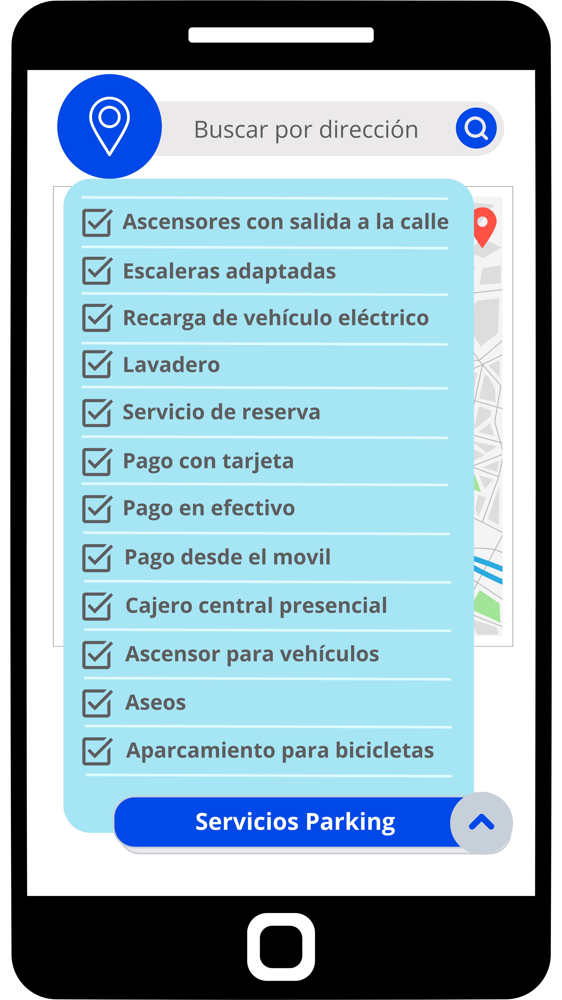 Buscar por dirección
Ascensores con salida a la calle
Escaleras adaptadas
Recarga de vehículo eléctrico
Lavadero
Servicio de reserva
Pago con tarjeta
Pago en efectivo
Pago desde el movil
Cajero central presencial
Ascensor para vehículos
Aseos
Aparcamiento para bicicletas
Servicios Parking